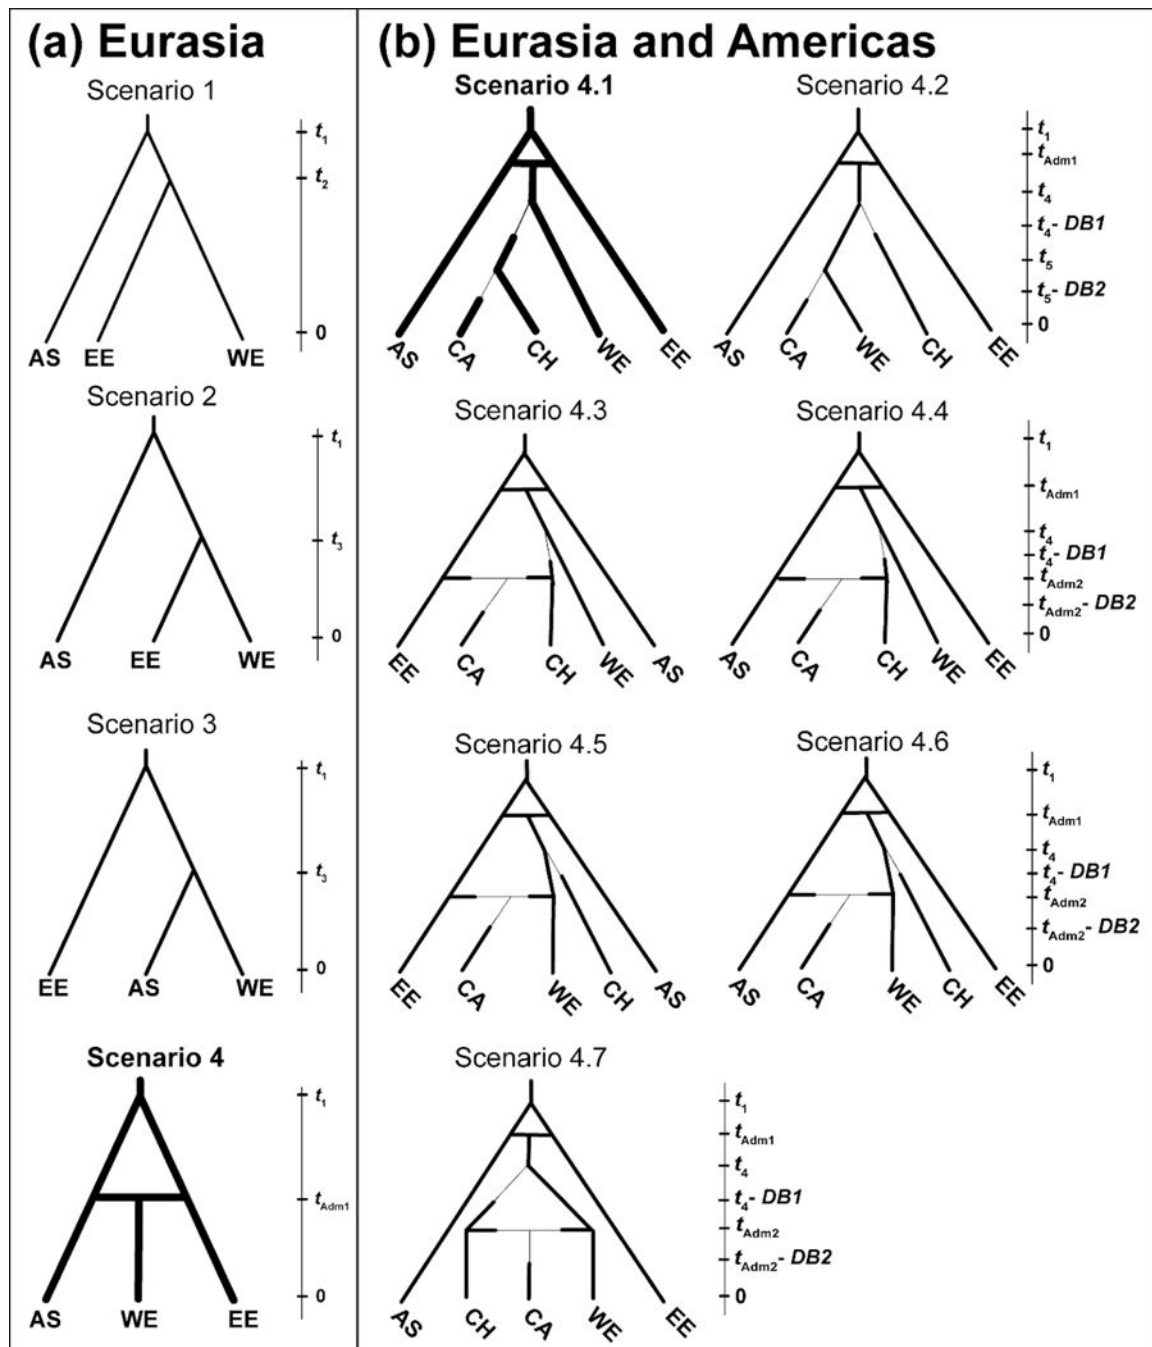 (a) Eurasia
Scenario 1
t1
t2
0
AS EE WE
Scenario 2
t1
t3
0
AS EE WE
Scenario 3
t1
t3
0
EE AS WE
Scenario 4
t1
tAdm1
0
AS WE EE
(b) Eurasia and Americas
Scenario 4.1 Scenario 4.2
t1
tAdm1
t4
t4- DB1
t5
t5- DB2
0
AS CA CH WE EE AS CA WE CH EE
Scenario 4.3 Scenario 4.4
t1
tAdm1
t4
t4- DB1
tAdm2
tAdm2- DB2
0
EE CA CH WE AS AS CA CH WE EE
Scenario 4.5 Scenario 4.6
t1
tAdm1
t4
t4- DB1
tAdm2
tAdm2- DB2
0
EE CA WE CH AS AS CA WE CH EE
Scenario 4.7
t1
tAdm1
t4
t4- DB1
tAdm2
tAdm2- DB2
0
AS CH CA WE EE